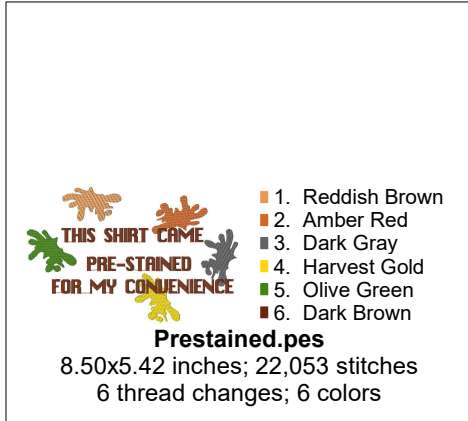 THIS SHIRT CAME
PRE-STAINED
FOR MY CONVENIENCE
1. Reddish Brown
2. Amber Red
3. Dark Gray
4. Harvest Gold
5. Olive Green
6. Dark Brown
Prestained.pes
8.50x5.42 inches; 22,053 stitches
6 thread changes; 6 colors